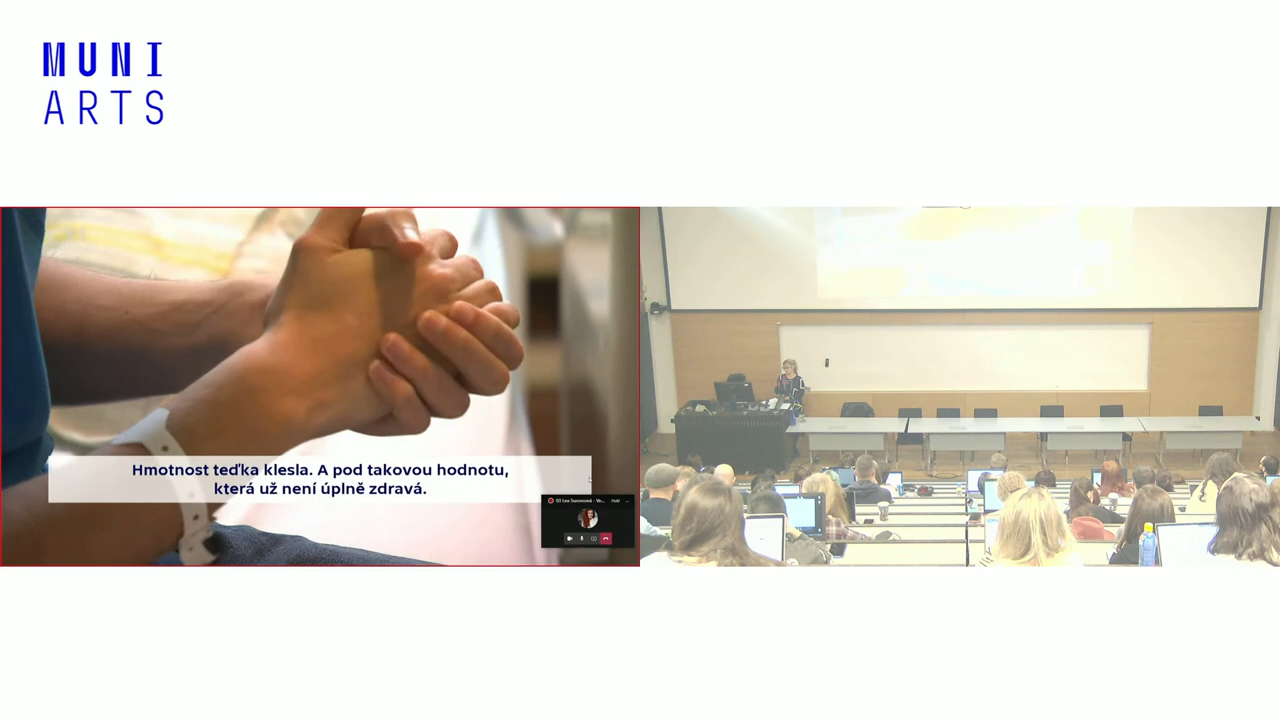 MUNI
ARTS
Hmotnost teďka klesla. A pod takovou hodnotu,
která už není úplně zdravá.